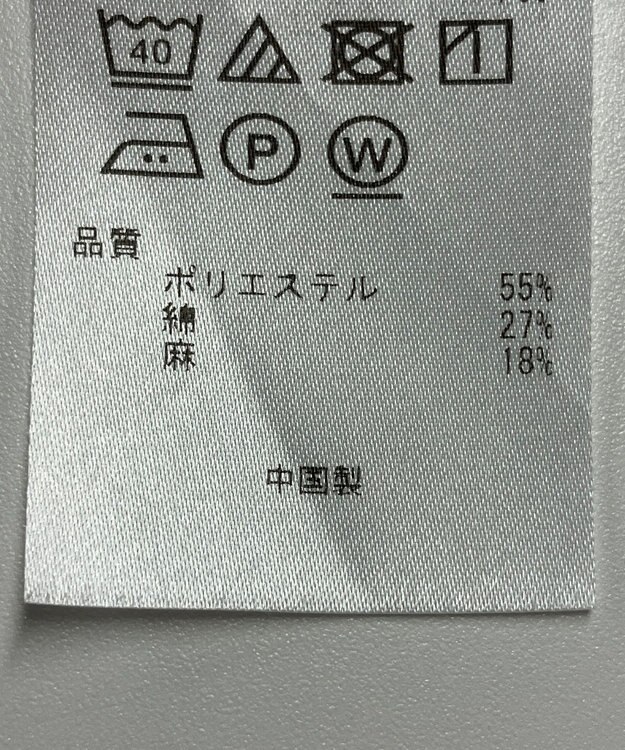 40
P W
品質
ポリエステル 55%
綿 27%
麻 18%
中国製